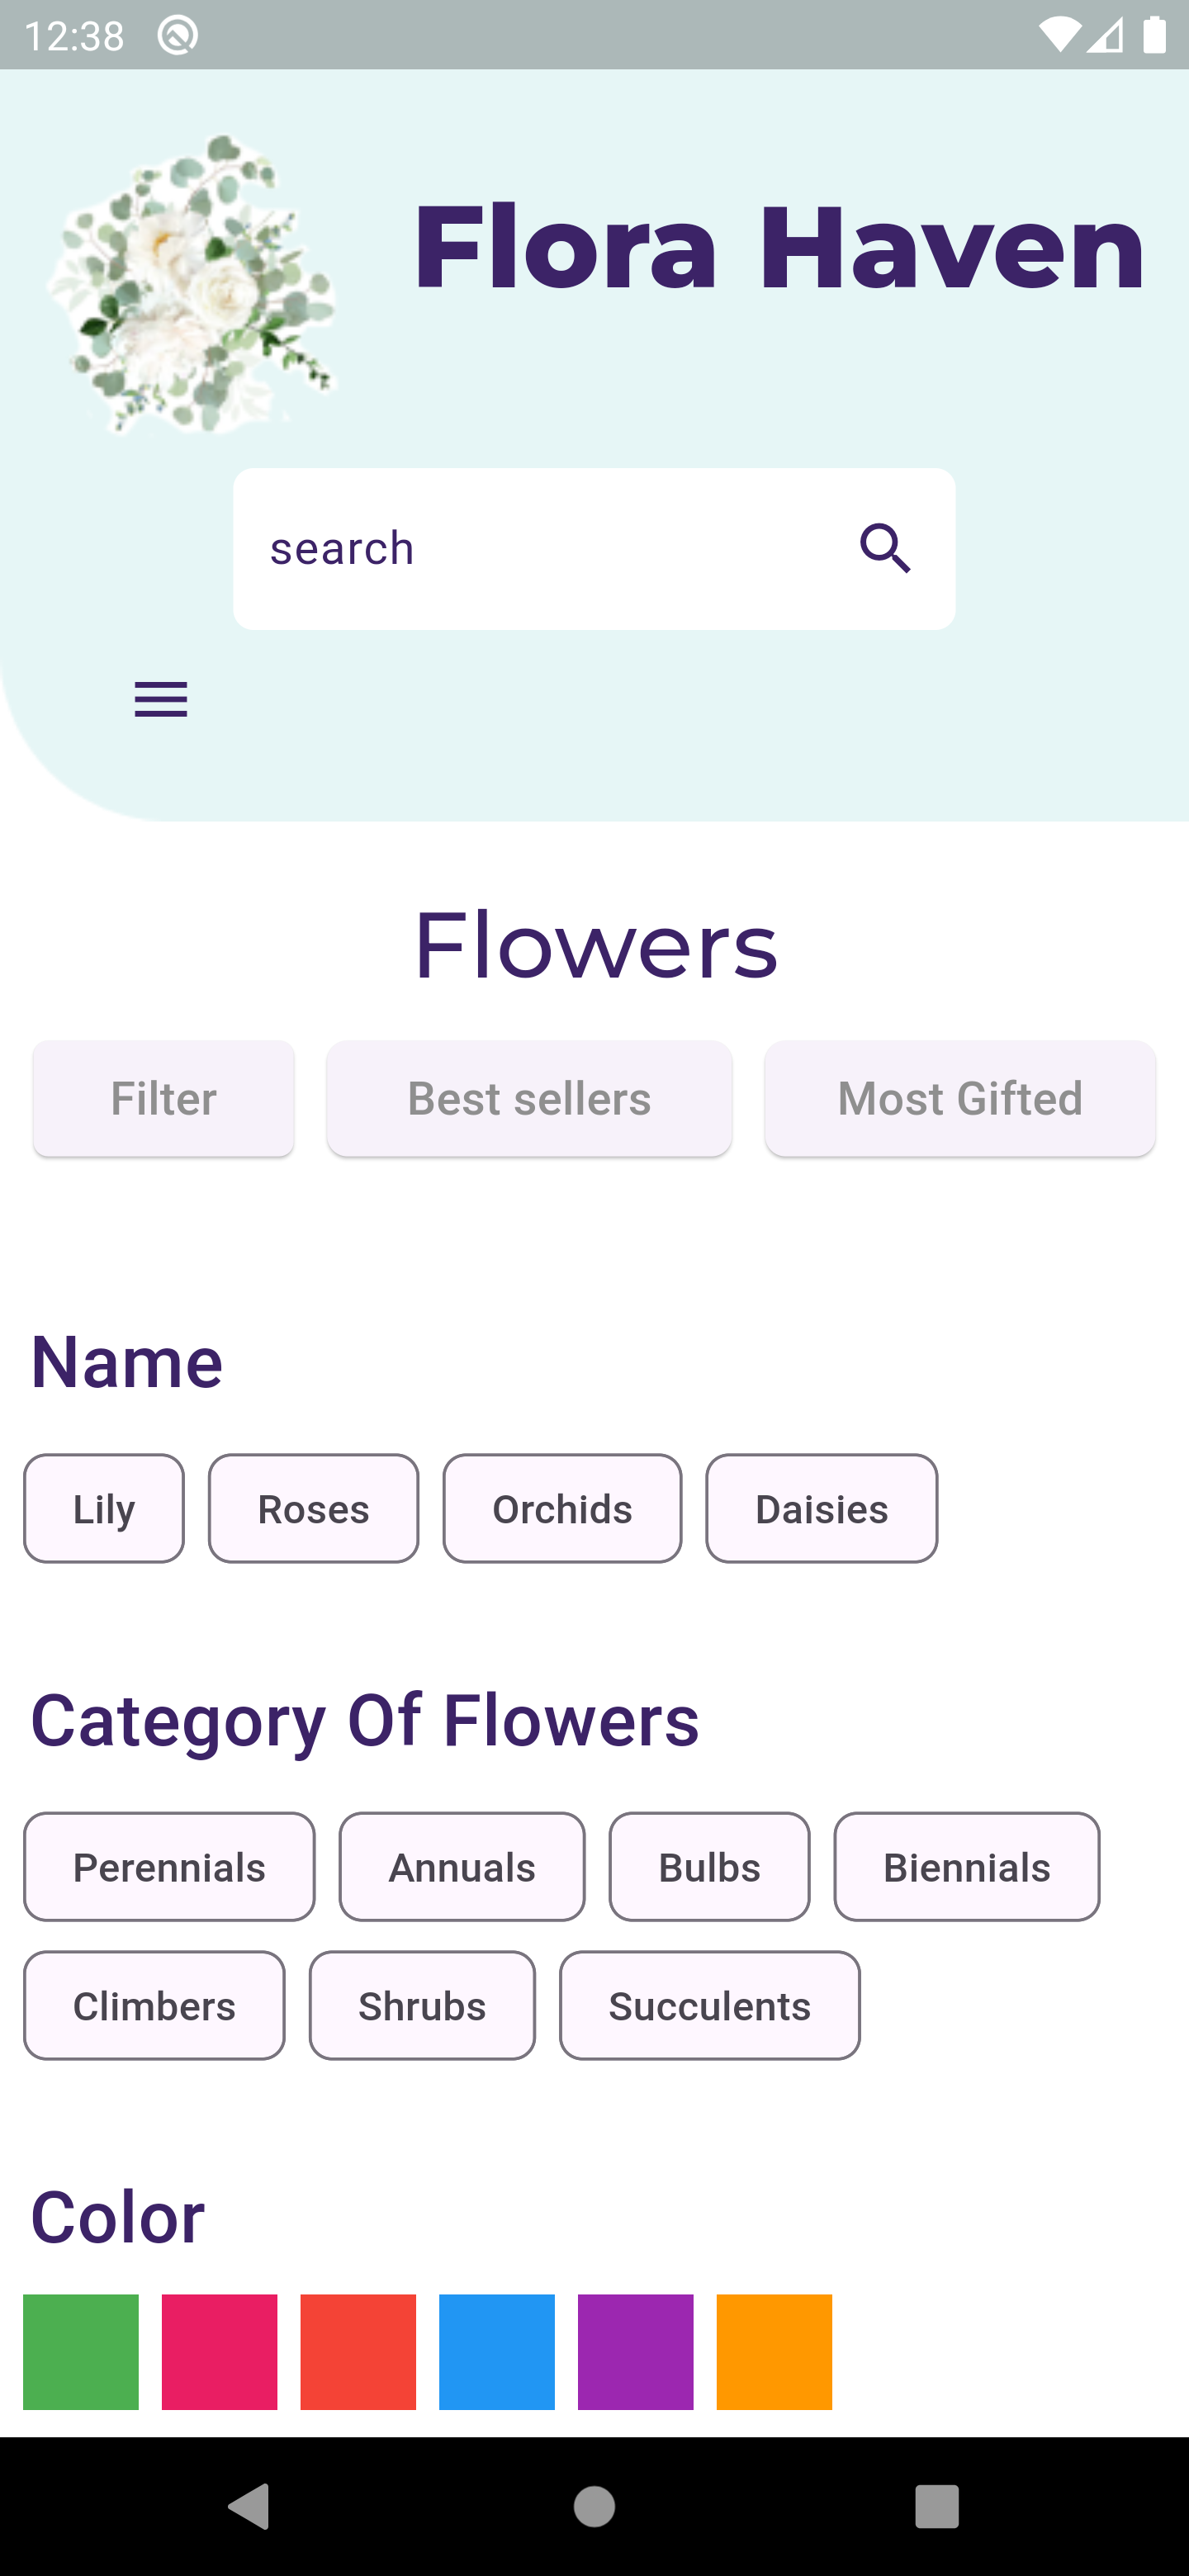 12:38
Flora Haven
search
Flowers
Filter Best sellers Most Gifted
Name
Lily Roses Orchids Daisies
Category Of Flowers
Perennials Annuals Bulbs Biennials
Climbers Shrubs Succulents
Color